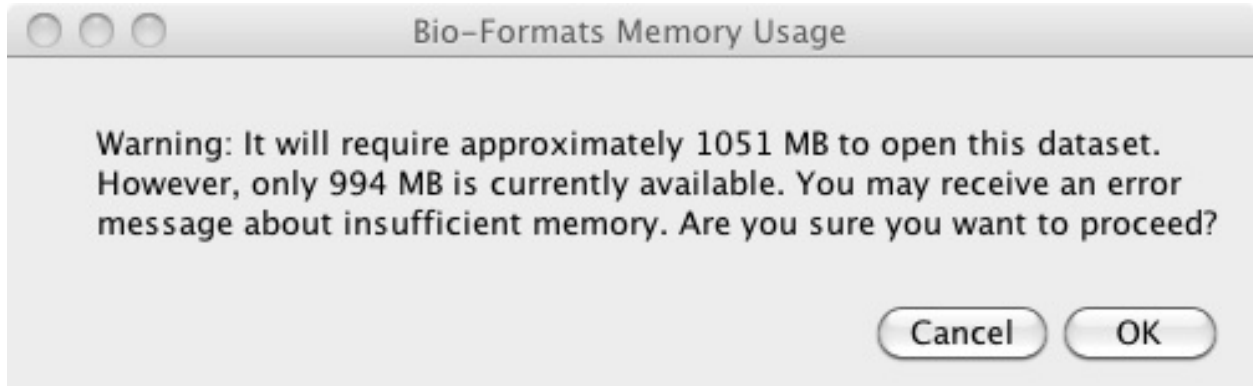 Bio-Formats Memory Usage
Warning: It will require approximately 1051 MB to open this dataset.
However, only 994 MB is currently available. You may receive an error
message about insufficient memory. Are you sure you want to proceed?
Cancel OK